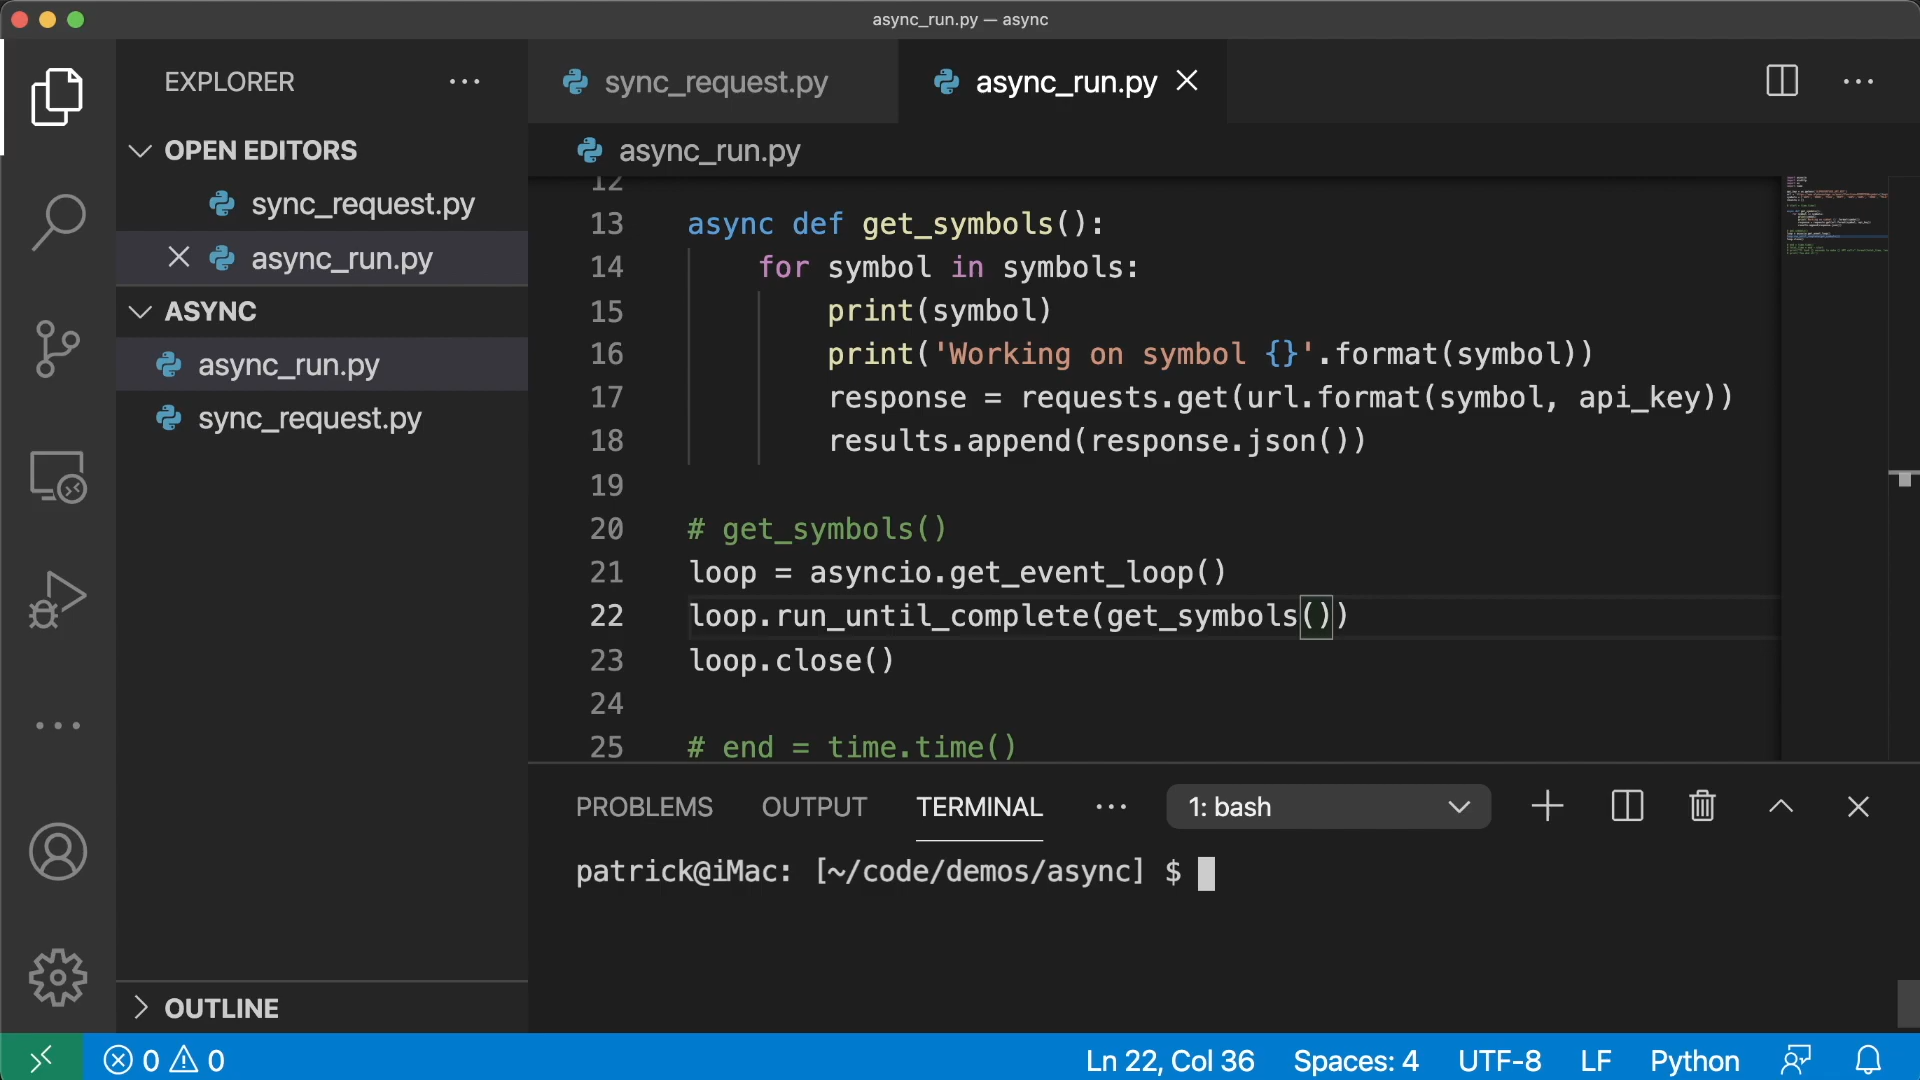 async_run.py — async
EXPLORER
OPEN EDITORS
sync_request.py
async_run.py
ASYNC
async_run.py
sync_request.py
OUTLINE
sync_request.py
async_run.py
async_run.py
12
13 async def get_symbols():
14 for symbol in symbols:
15 print(symbol)
16 print('Working on symbol {}'.format(symbol))
17 response = requests.get(url.format(symbol, api_key))
18 results.append(response.json())
19
20 # get_symbols()
21 loop = asyncio.get_event_loop()
22 loop.run_until_complete(get_symbols())
23 loop.close()
24
25 # end = time.time()
PROBLEMS OUTPUT TERMINAL 1: bash
patrick@iMac: [~/code/demos/async] $
0 0 Ln 22, Col 36 Spaces: 4 UTF-8 LF Python